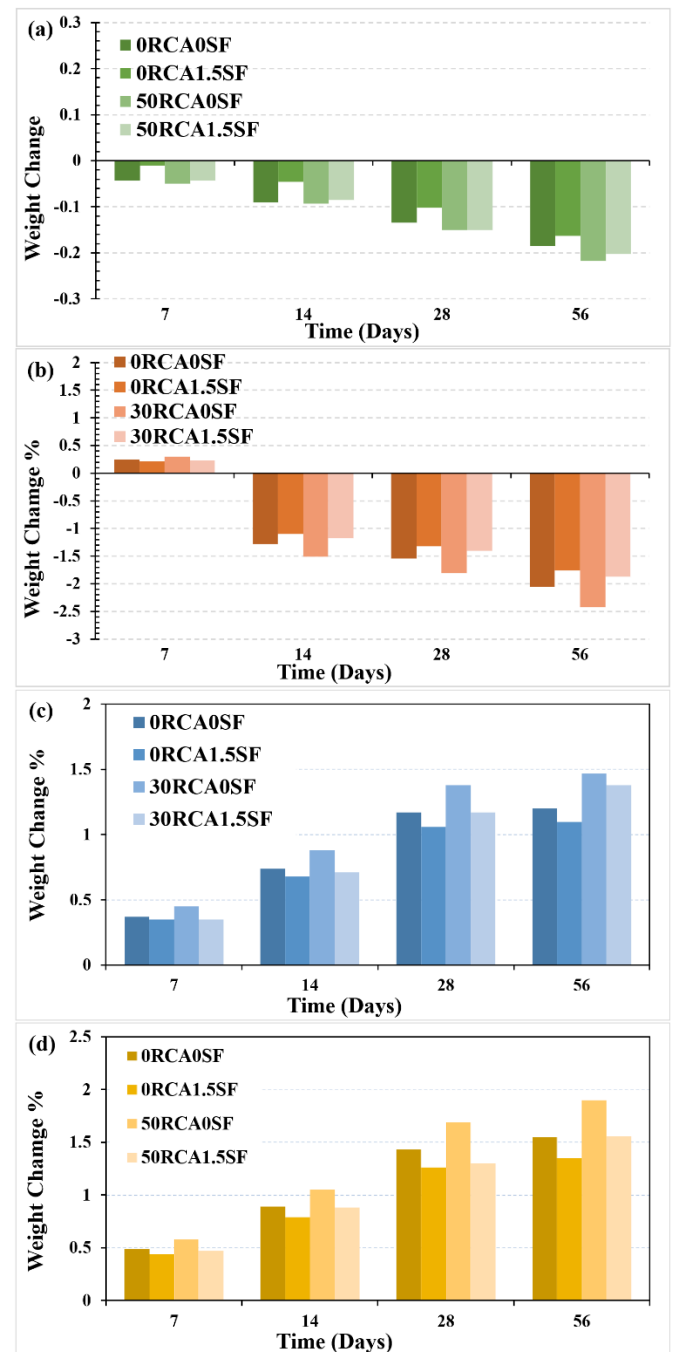 (a)
0.3
0RCA0SF
0RCA1.5SF
50RCA0SF
50RCA1.5SF
0.2
0.1
0
-0.1
-0.2
-0.3
Weight Change
7 14 28 56
Time (Days)
(b)
2
0RCA0SF
0RCA1.5SF
30RCA0SF
30RCA1.5SF
1.5
1
0.5
0
-0.5
-1
-1.5
-2
-2.5
-3
Weight Change %
7 14 28 56
Time (Days)
(c)
2
0RCA0SF
0RCA1.5SF
30RCA0SF
30RCA1.5SF
1.5
1
0.5
0
Weight Change %
7 14 28 56
Time (Days)
(d)
2.5
0RCA0SF
0RCA1.5SF
50RCA0SF
50RCA1.5SF
2
1.5
1
0.5
0
Weight Change %
7 14 28 56
Time (Days)